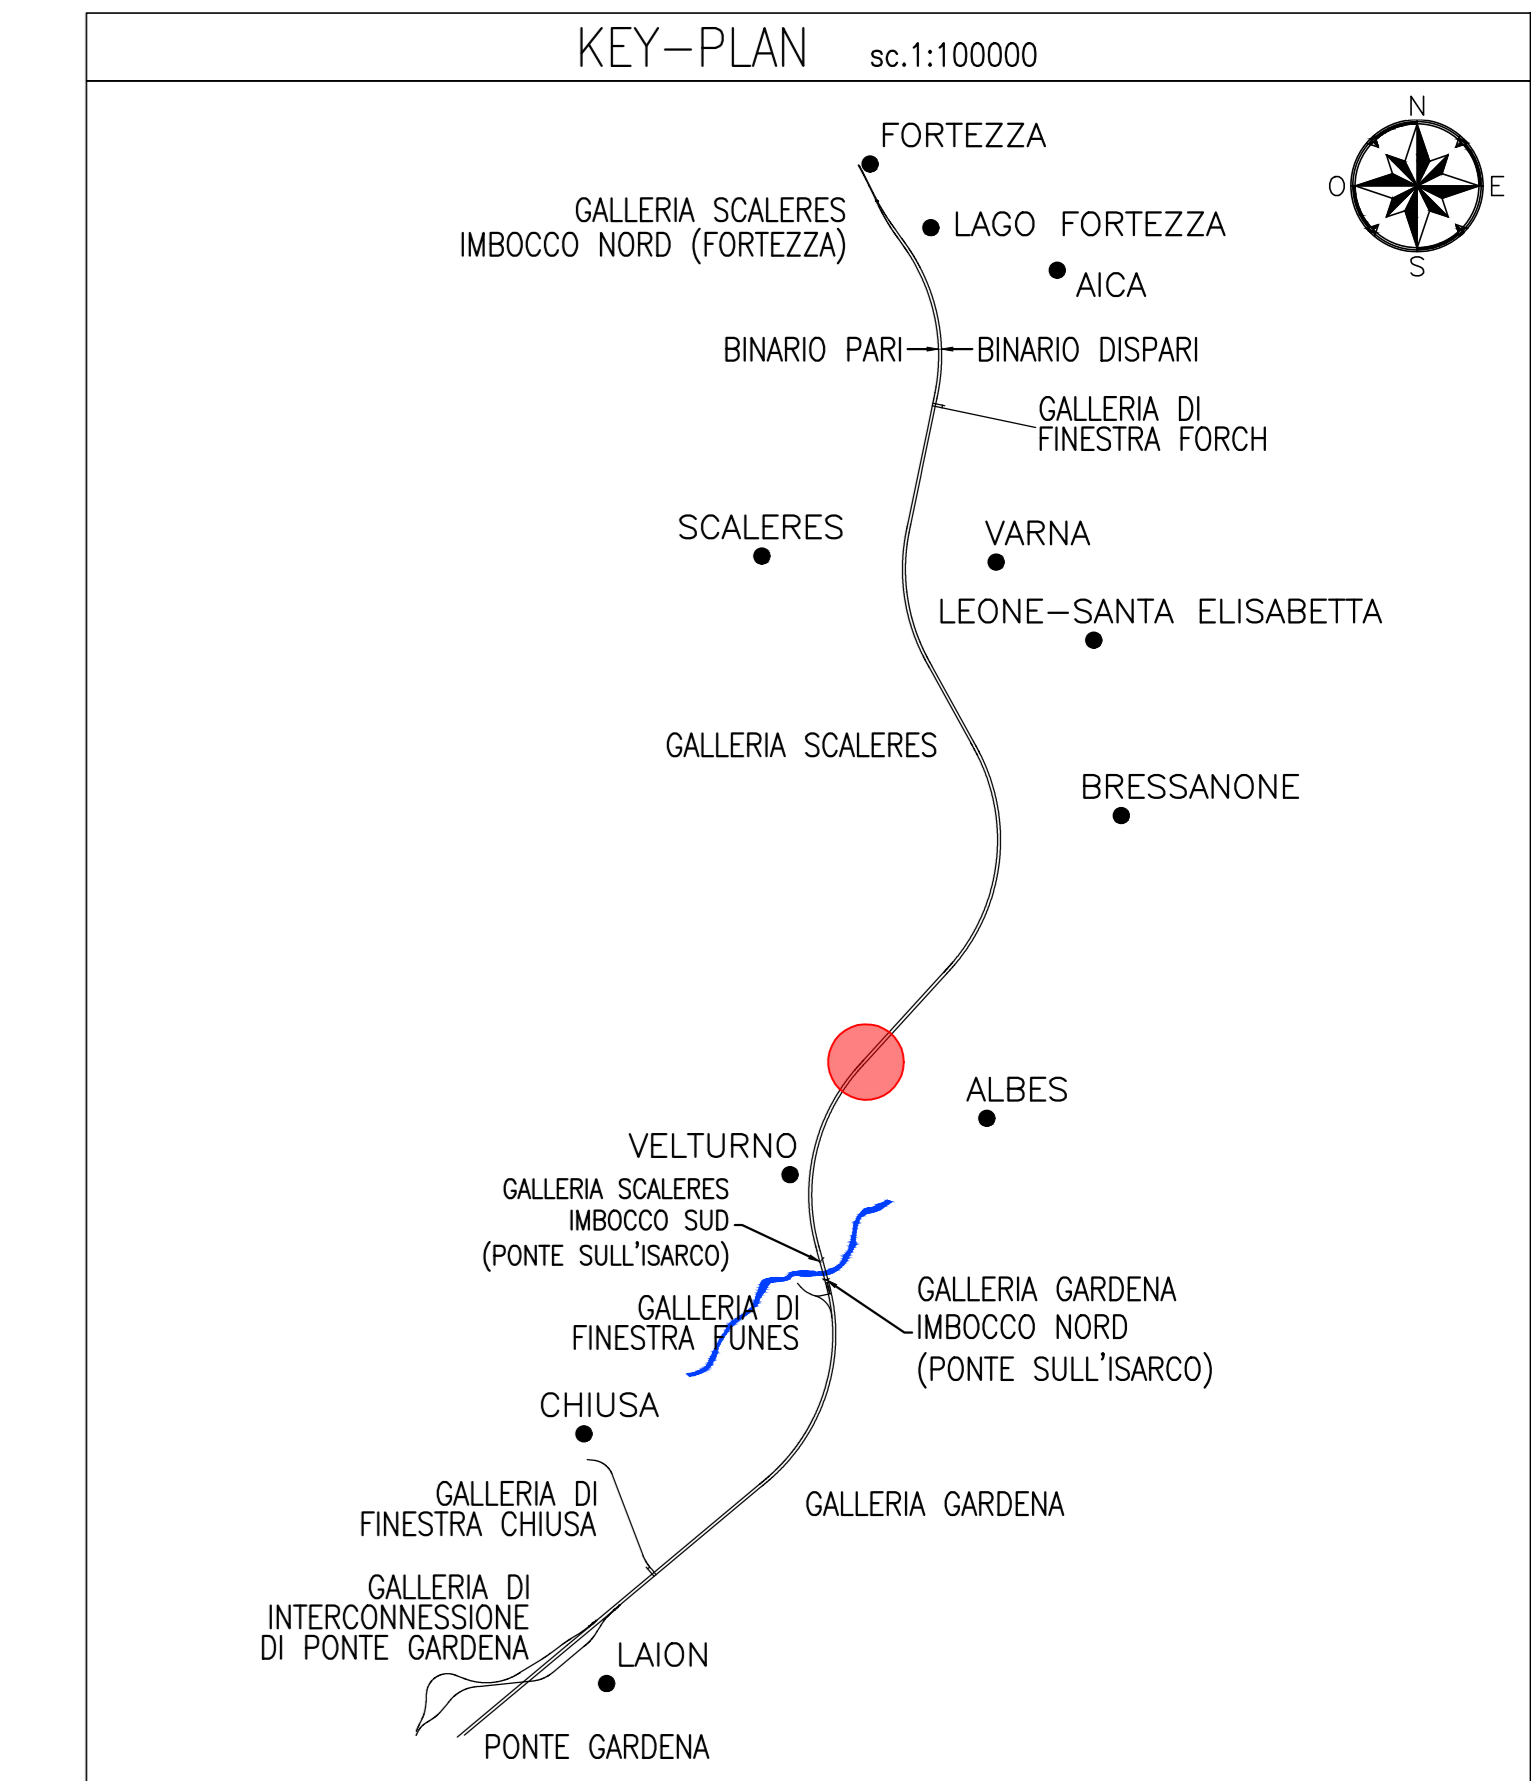 KEY-PLAN sc.1:100000
N
O
E
S
FORTEZZA
GALLERIA SCALERES
IMBOCCO NORD (FORTEZZA)
LAGO FORTEZZA
AICA
BINARIO PARI
BINARIO DISPARI
GALLERIA DI
FINESTRA FORCH
SCALERES
VARNA
LEONE-SANTA ELISABETTA
GALLERIA SCALERES
BRESSANONE
ALBES
VELTURNO
GALLERIA SCALERES
IMBOCCO SUD
(PONTE SULL'ISARCO)
GALLERIA DI
FINESTRA FUNES
GALLERIA GARDENA
IMBOCCO NORD
(PONTE SULL'ISARCO)
CHIUSA
GALLERIA DI
FINESTRA CHIUSA
GALLERIA GARDENA
GALLERIA DI
INTERCONNESSIONE
DI PONTE GARDENA
LAION
PONTE GARDENA